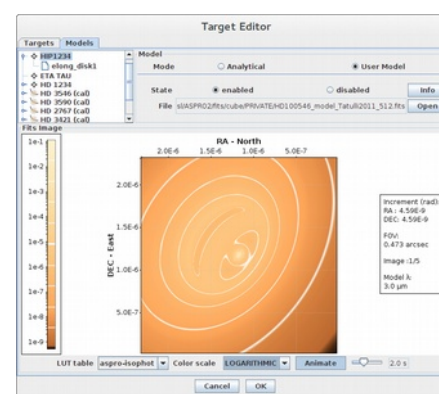 Target Editor
Targets Models
HIP1234
elong_disk1
ETA TAU
HD 1234
HD 3546 (cal)
HD 3590 (cal)
HD 2767 (cal)
HD 3421 (cal)
Model
Mode Analytical User Model
State enabled disabled Info
File sl/ASPRO2/fits/cube/PRIVATE/HD100546_model_Tatulli2011_512.fits Open
Fits Image
RA - North
2.0E-6 1.5E-6 1.0E-6 5.0E-7
1e-1
1e-2
1e-3
1e-4
1e-5
1e-6
1e-7
1e-8
1e-9
DEC - East
2.0E-6
1.5E-6
1.0E-6
5.0E-7
Increment (rad)
RA : 4.59E-9
DEC: 4.59E-9
FOV:
0.473 arcsec
Image :1/5
Model λ:
3.0 μm
LUT table aspro-isophot Color scale LOGARITHMIC Animate 2.0 s
Cancel OK